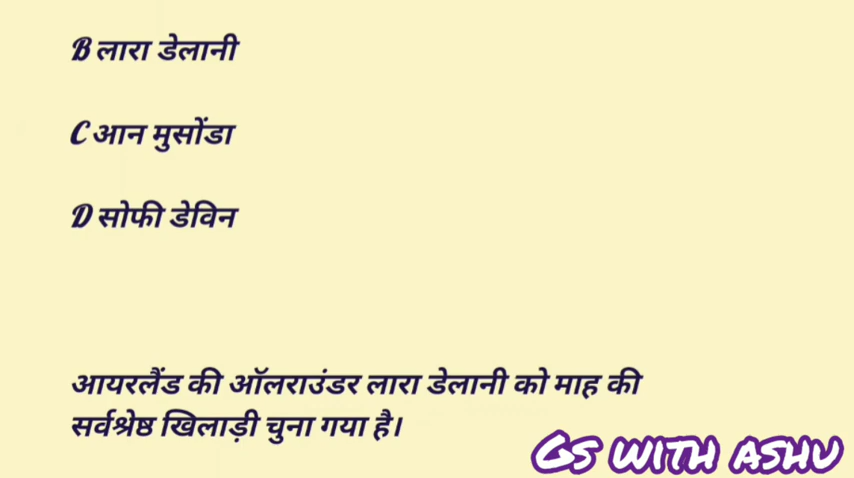 B लारा डेलानी
C आन मुसोंडा
D सोफी डेविन
आयरलैंड की ऑलराउंडर लारा डेलानी को माह की
सर्वश्रेष्ठ खिलाड़ी चुना गया है।
GS WITH ASHU